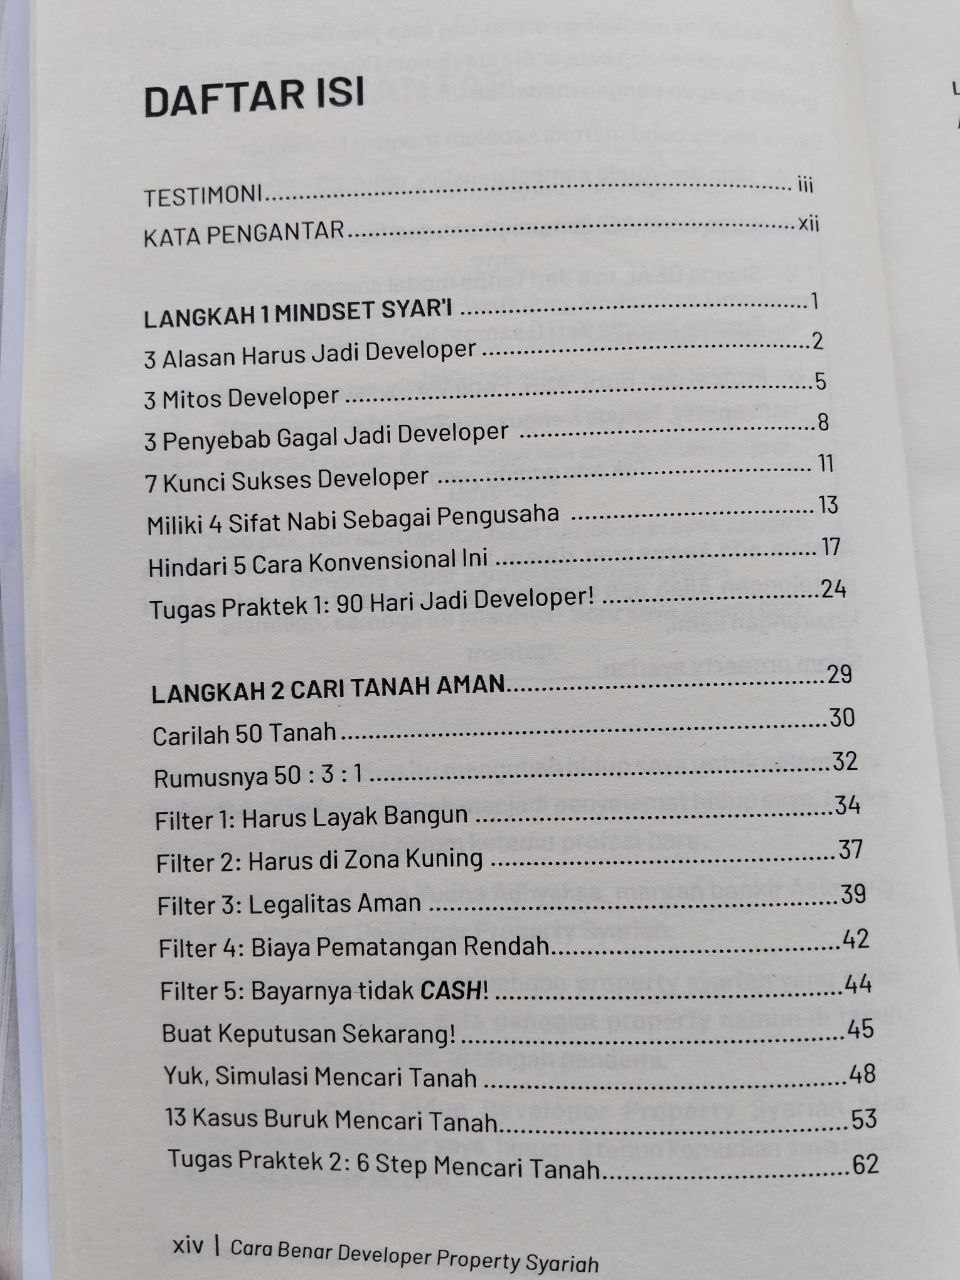 DAFTAR ISI
TESTIMONI.......... iii
KATA PENGANTAR..........xii
LANGKAH 1 MINDSET SYAR'I ..........1
3 Alasan Harus Jadi Developer ..........2
3 Mitos Developer ..........5
3 Penyebab Gagal Jadi Developer ..........8
7 Kunci Sukses Developer .......... 11
Miliki 4 Sifat Nabi Sebagai Pengusaha .......... 13
Hindari 5 Cara Konvensional Ini .......... 17
Tugas Praktek 1: 90 Hari Jadi Developer! ..........24
LANGKAH 2 CARI TANAH AMAN..........29
Carilah 50 Tanah..........30
Rumusnya 50 : 3 : 1 ..........32
Filter 1: Harus Layak Bangun ..........34
Filter 2: Harus di Zona Kuning ..........37
Filter 3: Legalitas Aman ..........39
Filter 4: Biaya Pematangan Rendah..........42
Filter 5: Bayarnya tidak CASH! ..........44
Buat Keputusan Sekarang! ..........45
Yuk, Simulasi Mencari Tanah ..........48
13 Kasus Buruk Mencari Tanah..........53
Tugas Praktek 2: 6 Step Mencari Tanah..........62
xiv | Cara Benar Developer Property Syariah